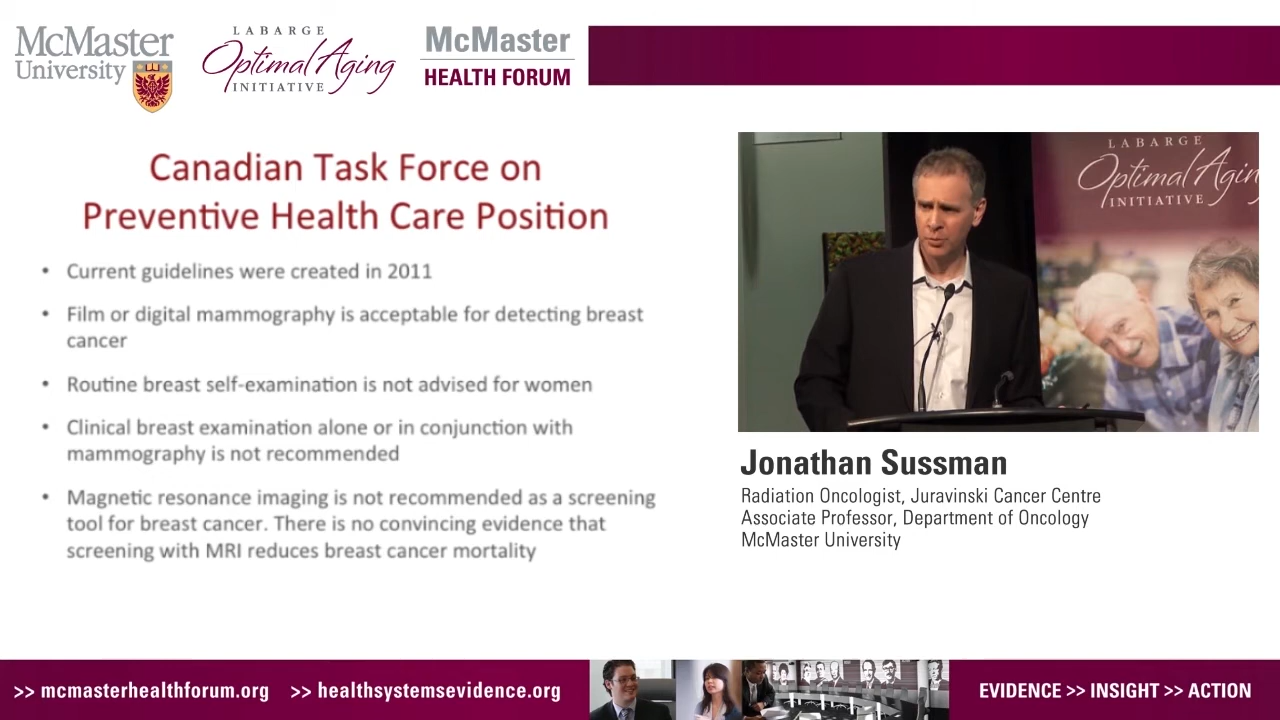 McMaster
University
LABARGE
Optimal Aging
INITIATIVE
McMaster
HEALTH FORUM
Canadian Task Force on
Preventive Health Care Position
• Current guidelines were created in 2011
• Film or digital mammography is acceptable for detecting breast
cancer
• Routine breast self-examination is not advised for women
• Clinical breast examination alone or in conjunction with
mammography is not recommended
• Magnetic resonance imaging is not recommended as a screening
tool for breast cancer. There is no convincing evidence that
screening with MRI reduces breast cancer mortality
LABARGE
Optimal Agin
INITIATIVE
Jonathan Sussman
Radiation Oncologist, Juravinski Cancer Centre
Associate Professor, Department of Oncology
McMaster University
>> mcmasterhealthforum.org >> healthsystemsevidence.org
EVIDENCE >> INSIGHT >> ACTION